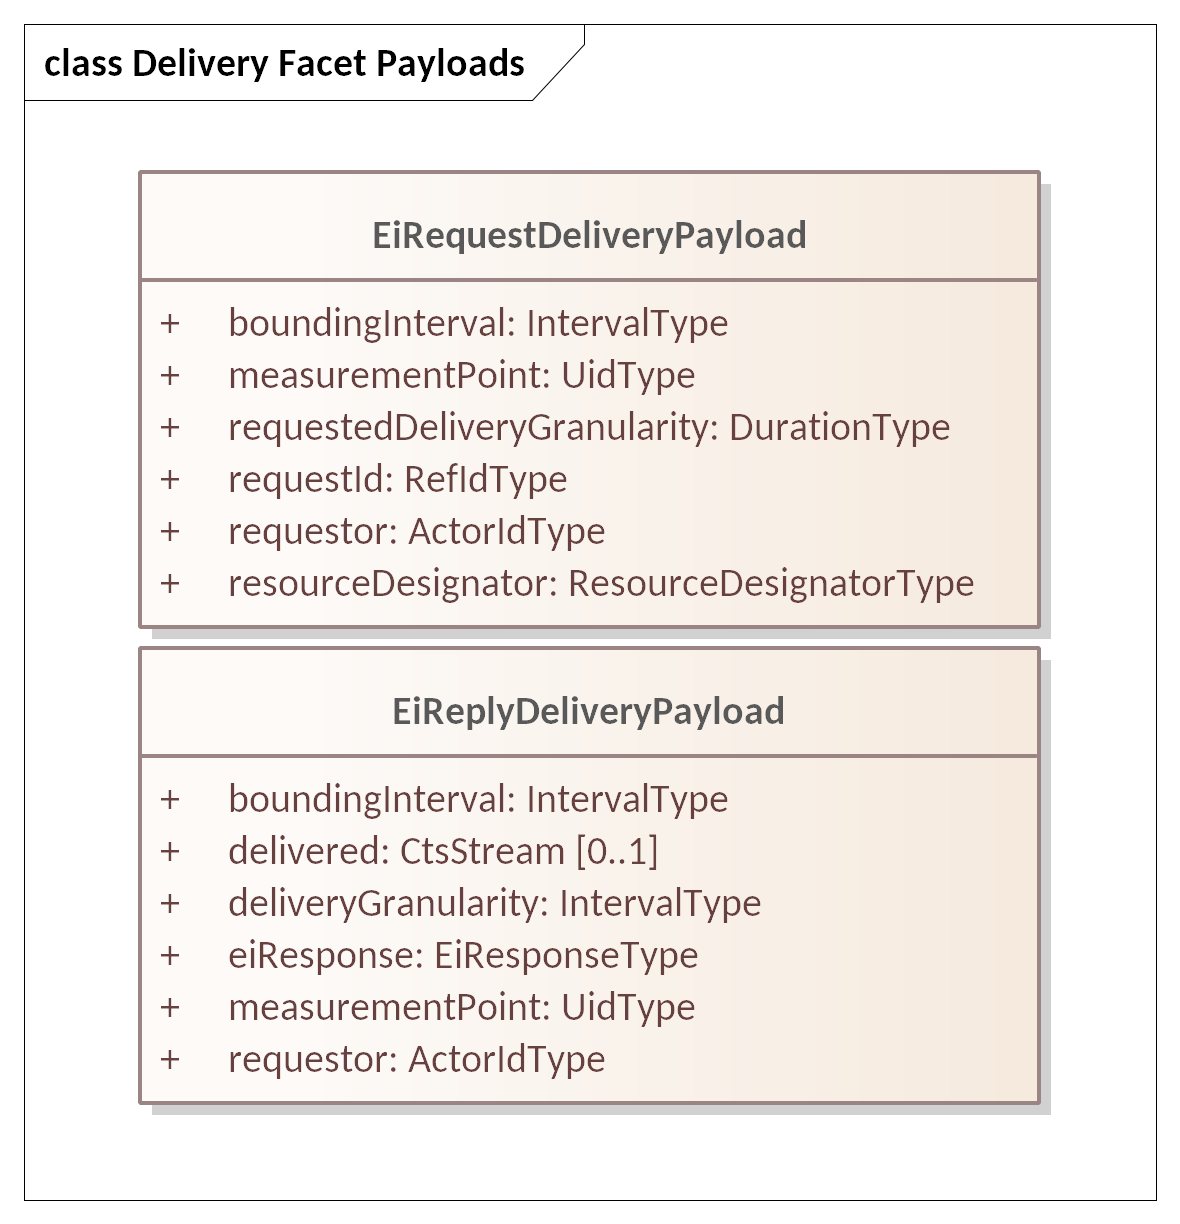 class Delivery Facet Payloads
EiRequestDeliveryPayload
+ boundingInterval: IntervalType
+ measurementPoint: UidType
+ requestedDeliveryGranularity: DurationType
+ requestId: RefIdType
+ requestor: ActorIdType
+ resourceDesignator: ResourceDesignatorType
EiReplyDeliveryPayload
+ boundingInterval: IntervalType
+ delivered: CtsStream [0..1]
+ deliveryGranularity: IntervalType
+ eiResponse: EiResponseType
+ measurementPoint: UidType
+ requestor: ActorIdType